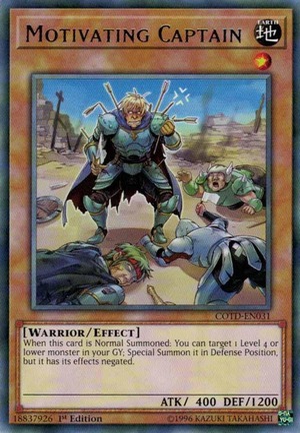 MOTIVATING CAPTAIN
EARTH
地
COTD-EN031
[WARRIOR/EFFECT]
When this card is Normal Summoned: You can target 1 Level 4 or
lower monster in your GY; Special Summon it in Defense Position,
but it has its effects negated.
ATK/ 400 DEF/1200
18837926 1st Edition ©1996 KAZUKI TAKAHASHI